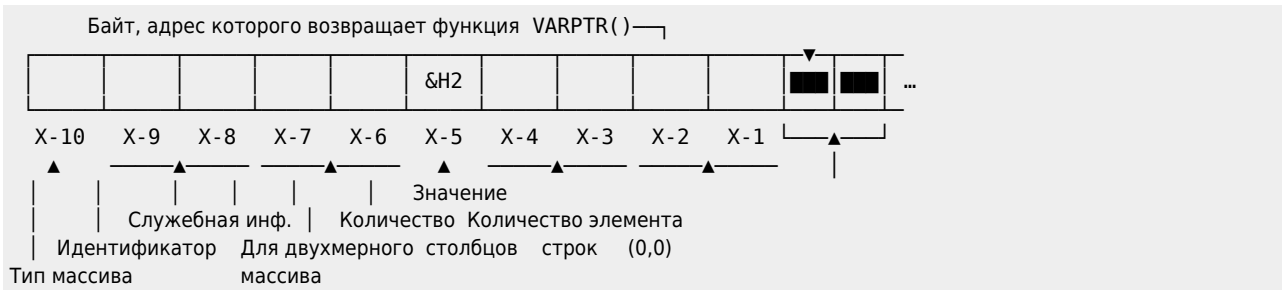 Байт, адрес которого возвращает функция VARPTR()
&H2 …
X-10 X-9 X-8 X-7 X-6 X-5 X-4 X-3 X-2 X-1
Значение
Служебная инф. Количество Количество элемента
Идентификатор Для двухмерного столбцов строк (0,0)
Тип массива массива